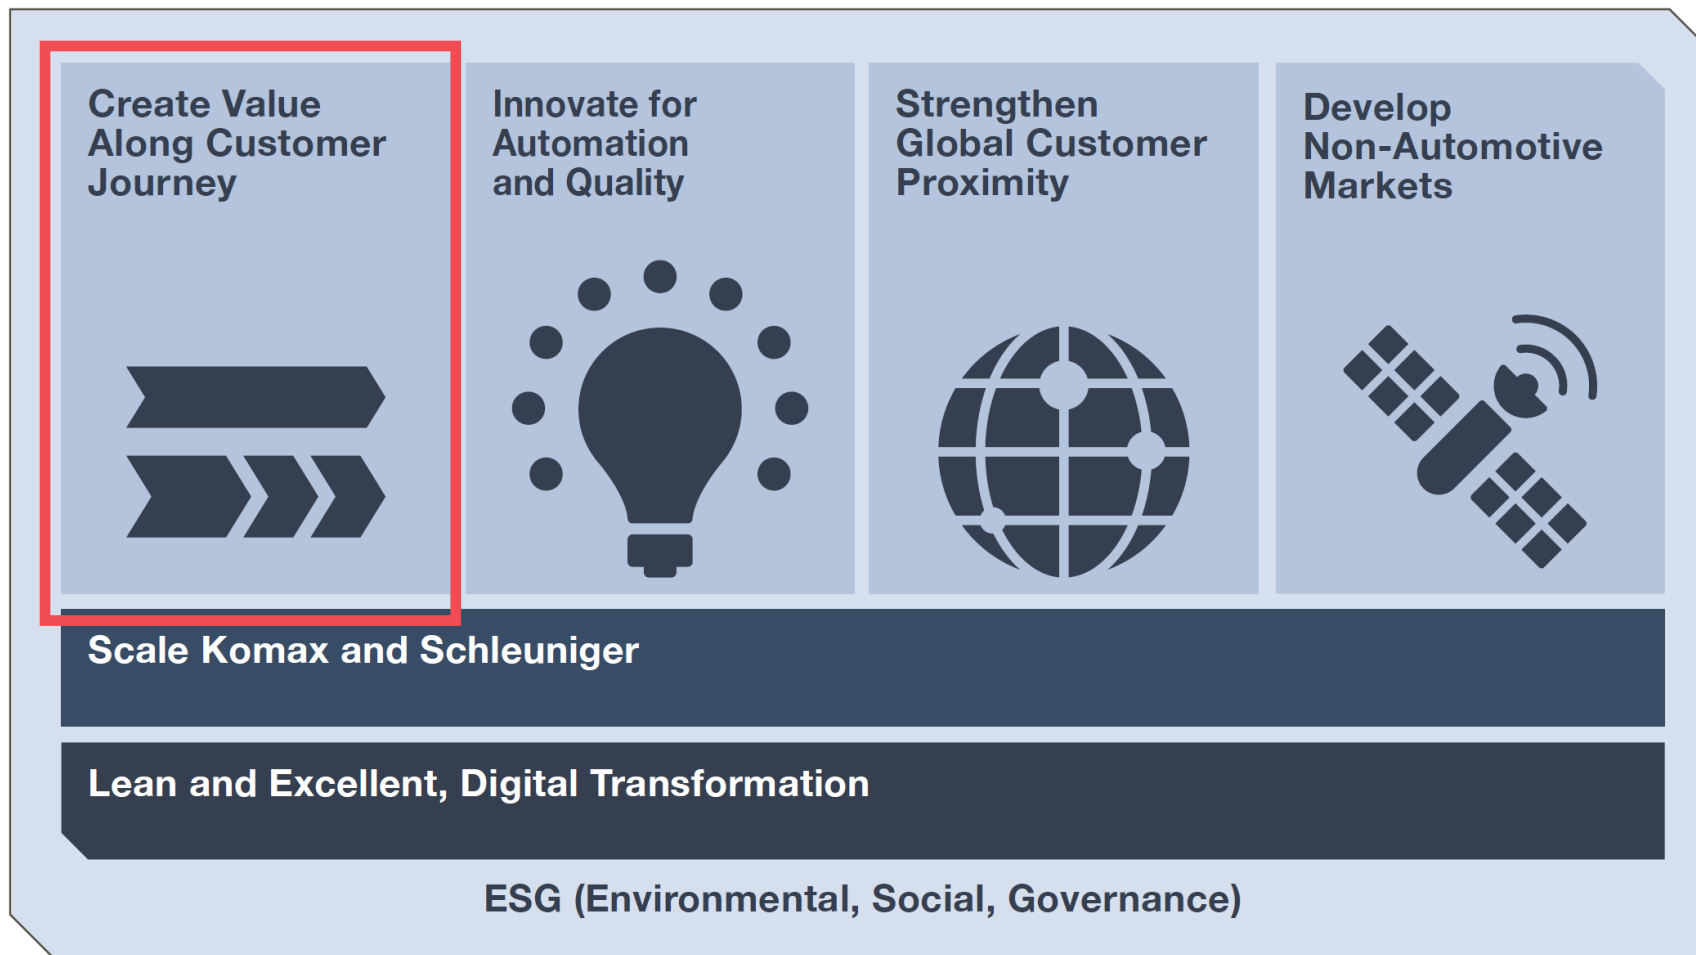 Create Value
Along Customer
Journey
Innovate for
Automation
and Quality
Strengthen
Global Customer
Proximity
Develop
Non-Automotive
Markets
Scale Komax and Schleuniger
Lean and Excellent, Digital Transformation
ESG (Environmental, Social, Governance)